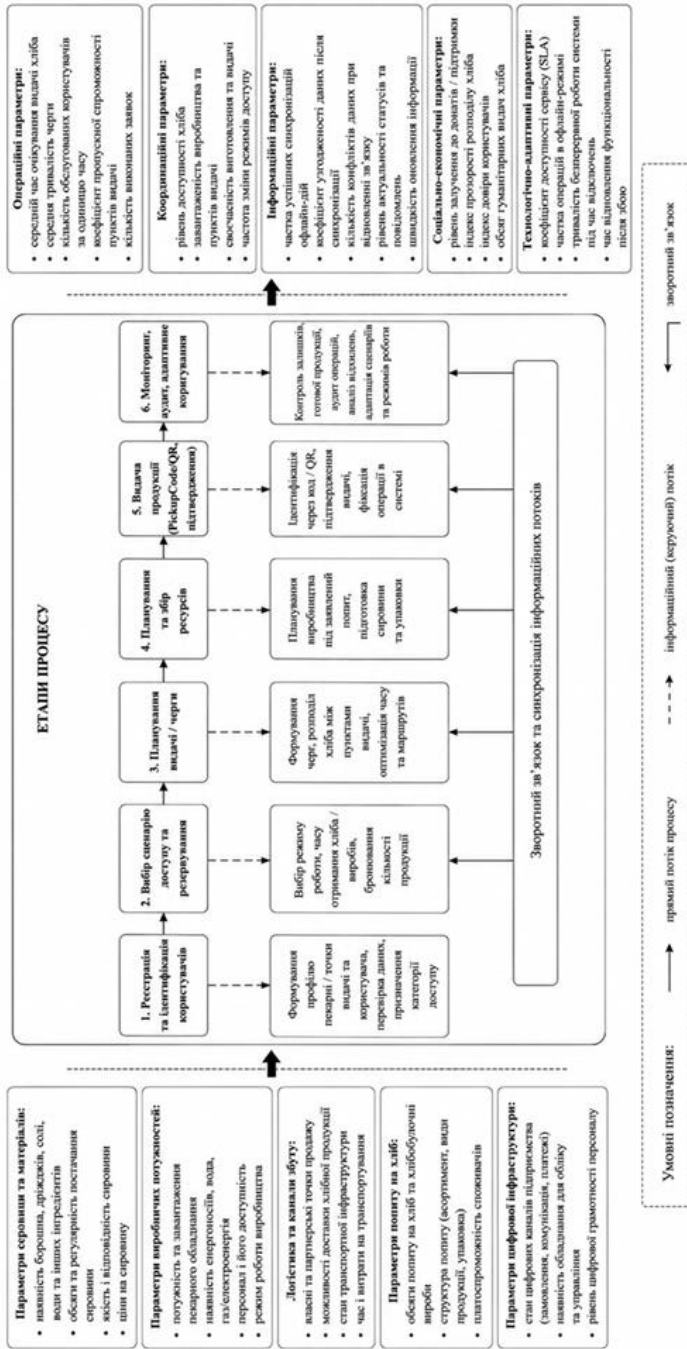 Параметри сировини та матеріалів:
• наявність борошна, дріжджів, солі,
води та інших інгредієнтів
• обсяги та регулярність постачання
сировини
• якість і відповідність сировини
• ціни на сировину
Параметри виробничих потужностей:
• потужність та завантаження
пекарного обладнання
• наявність енергоносіїв, вода,
газ/електроенергія
• персонал і його доступність
• режим роботи виробництва
Логістика та канали збуту:
• власні та партнерські точки продажу
• можливості доставки хлібної продукції
• стан транспортної інфраструктури
• час і витрати на транспортування
Параметри попиту на хліб:
• обсяги попиту на хліб та хлібобулочні
вироби
• структура попиту (асортимент, види
продукції, упаковка)
• платоспроможність споживачів
Параметри цифрової інфраструктури:
• стан цифрових каналів підприємства
(замовлення, комунікація, платежі)
• наявність обладнання для обліку
та управління
• рівень цифрової грамотності персоналу
ЕТАПИ ПРОЦЕСУ
1. Реєстрація
та ідентифікація
користувачів
2. Вибір сценарію
доступу та
резервування
3. Планування
видачі / черги
4. Планування
та збір
ресурсів
5. Видача
продукції
(PickupCode/QR,
підтвердження)
6. Моніторинг,
аудит, адаптивне
коригування
Формування
профілю
пекарні / точки
видачі та
користувача,
перевірка даних,
призначення
категорії
доступу
Вибір режиму
роботи, часу
отримання хліба /
виробів,
бронювання
кількості
продукції
Формування
черг, розподіл
хліба між
пунктами
видачі,
оптимізація часу
та маршрутів
Планування
виробництва
під заявлений
попит,
підготовка
сировини
та упаковки
Ідентифікація
через код / QR,
підтвердження
видачі,
фіксація
операції в
системі
Контроль залишків,
готової продукції,
аудит операцій,
аналіз відхилень,
адаптація сценаріїв
та режимів роботи
Зворотний зв’язок та синхронізація інформаційних потоків
Операційні параметри:
• середній час очікування видачі хліба
• середня тривалість черги
• кількість обслугованих користувачів
за одиницю часу
• коефіцієнт пропускної спроможності
пунктів видачі
• кількість виконаних заявок
Координаційні параметри:
• рівень доступності хліба
• завантаженість виробництва та
пунктів видачі
• своєчасність виготовлення та видачі
• частота зміни режимів доступу
Інформаційні параметри:
• частка успішних синхронізацій
офлайн-дій
• коефіцієнт узгодженості даних після
синхронізації
• кількість конфліктів даних при
відновленні зв’язку
• рівень актуальності статусів та
повідомлень
• швидкість оновлення інформації
Соціально-економічні параметри:
• рівень залучення до донатів / підтримки
• індекс прозорості розподілу хліба
• індекс довіри користувачів
• обсяг гуманітарних видач хліба
Технологічно-адаптивні параметри:
• коефіцієнт доступності сервісу (SLA)
• частка операцій в офлайн-режимі
• тривалість безперервної роботи системи
під час відключень
• час відновлення функціональності
після збою
Умовні позначення:
прямий потік процесу
інформаційний (керуючий) потік
зворотний зв’язок